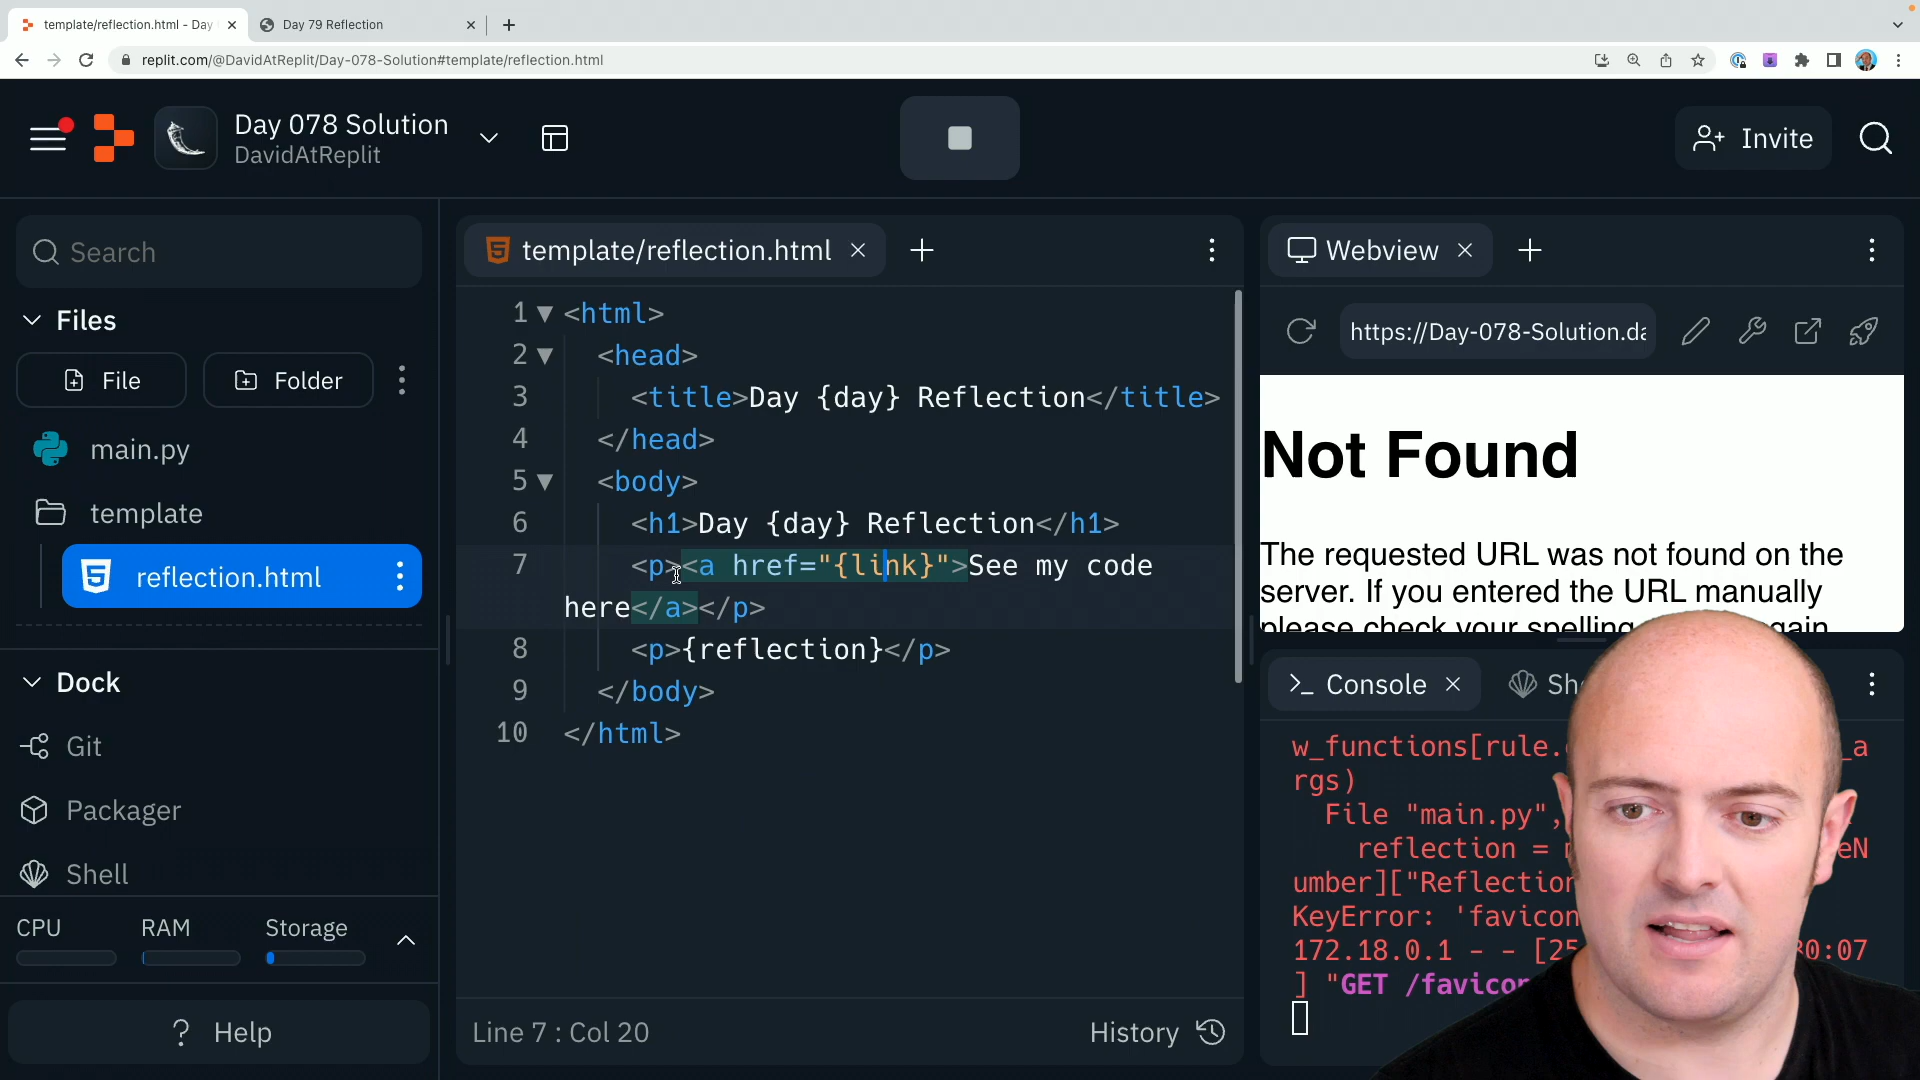 template/reflection.html - Day
Day 79 Reflection
replit.com/@DavidAtReplit/Day-078-Solution#template/reflection.html
Day 078 Solution
DavidAtReplit
Invite
Search
Files
File
Folder
main.py
template
reflection.html
Dock
Git
Packager
Shell
CPU
RAM
Storage
Help
template/reflection.html
1 <html>
2 <head>
3 <title>Day {day} Reflection</title>
4 </head>
5 <body>
6 <h1>Day {day} Reflection</h1>
7 <p><a href="{link}">See my code
here</a></p>
8 <p>{reflection}</p>
9 </body>
10 </html>
Line 7 : Col 20
History
Webview
https://Day-078-Solution.da
Not Found
The requested URL was not found on the
server. If you entered the URL manually
please check your spelling
Console
w_functions[rule.
rgs)
File "main.py",
reflection =
umber]["Reflection
KeyError: 'favicon
172.18.0.1 - - [25
] "GET /favicon